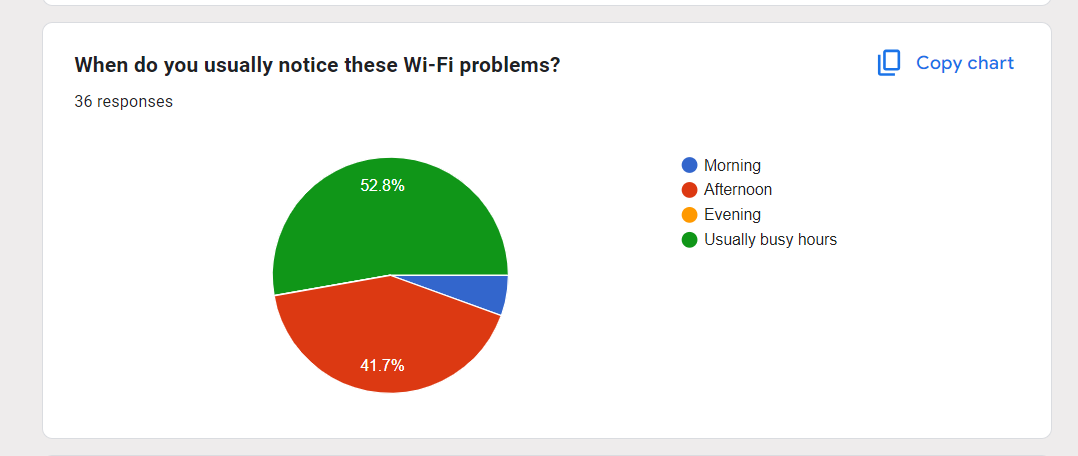 When do you usually notice these Wi-Fi problems?
Copy chart
36 responses
52.8%
41.7%
Morning
Afternoon
Evening
Usually busy hours